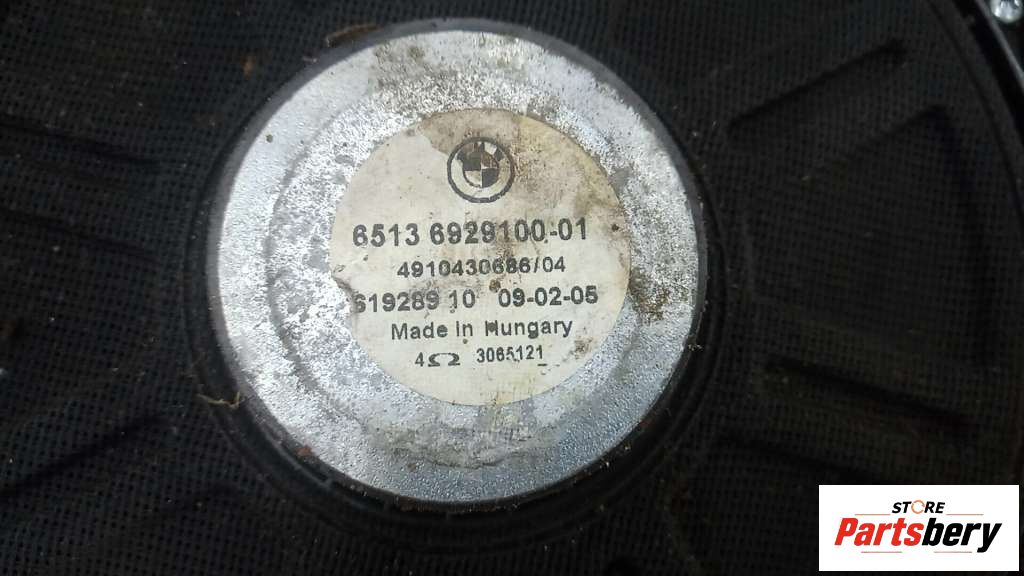 6513 6929100-01
4910430686/04
619289 10 09-02-05
Made in Hungary
4Ω 3065121
STORE
Partsbery